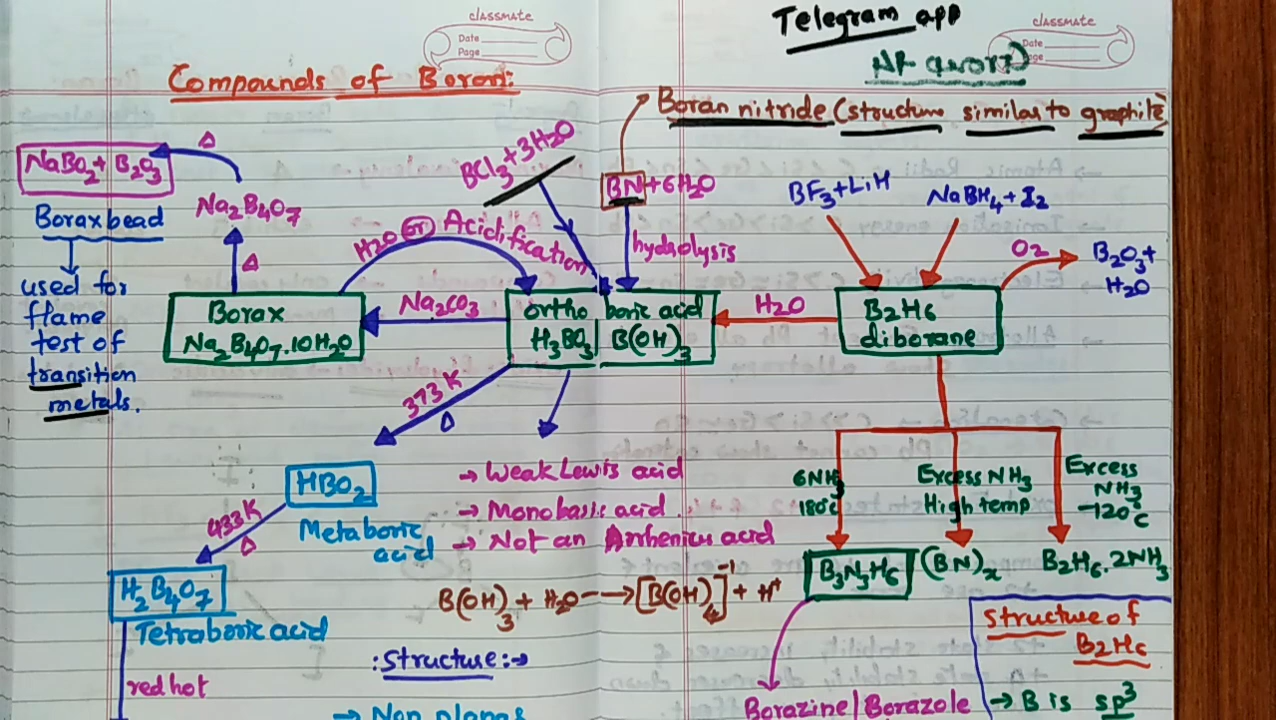 classmate
Date
Page
Telegram app
classmate
Date
Page
Compounds of Boron:
Boron nitride (structure similar to graphite)
NaBO2 + B2O3
Δ
Borax bead
used for
flame
test of
transition
metals.
Na2B4O7
Δ
H2O or Acidification
BCl3 + 3H2O
BN + 6H2O
hydrolysis
BF3 + LiH
NaBH4 + I2
O2
B2O3 +
H2O
Borax
Na2B4O7.10H2O
Na2CO3
ortho boric acid
H3BO3 B(OH)3
H2O
B2H6
diborane
373 K
Δ
HBO2
Metaboric
acid
433K
Δ
H2B4O7
Tetraboric acid
red hot
→ Weak Lewis acid
→ Monobasic acid.
→ Not an Arrhenius acid
B(OH)3 + H2O → [B(OH)4]-1 + H+
:Structure:→
→ Non planar
6NH3
180°C
Excess NH3
High temp
Excess
NH3
-120°C
B3N3H6
(BN)x
B2H6.2NH3
Borazine/Borazole
Structure of
B2H6
→ B is sp3